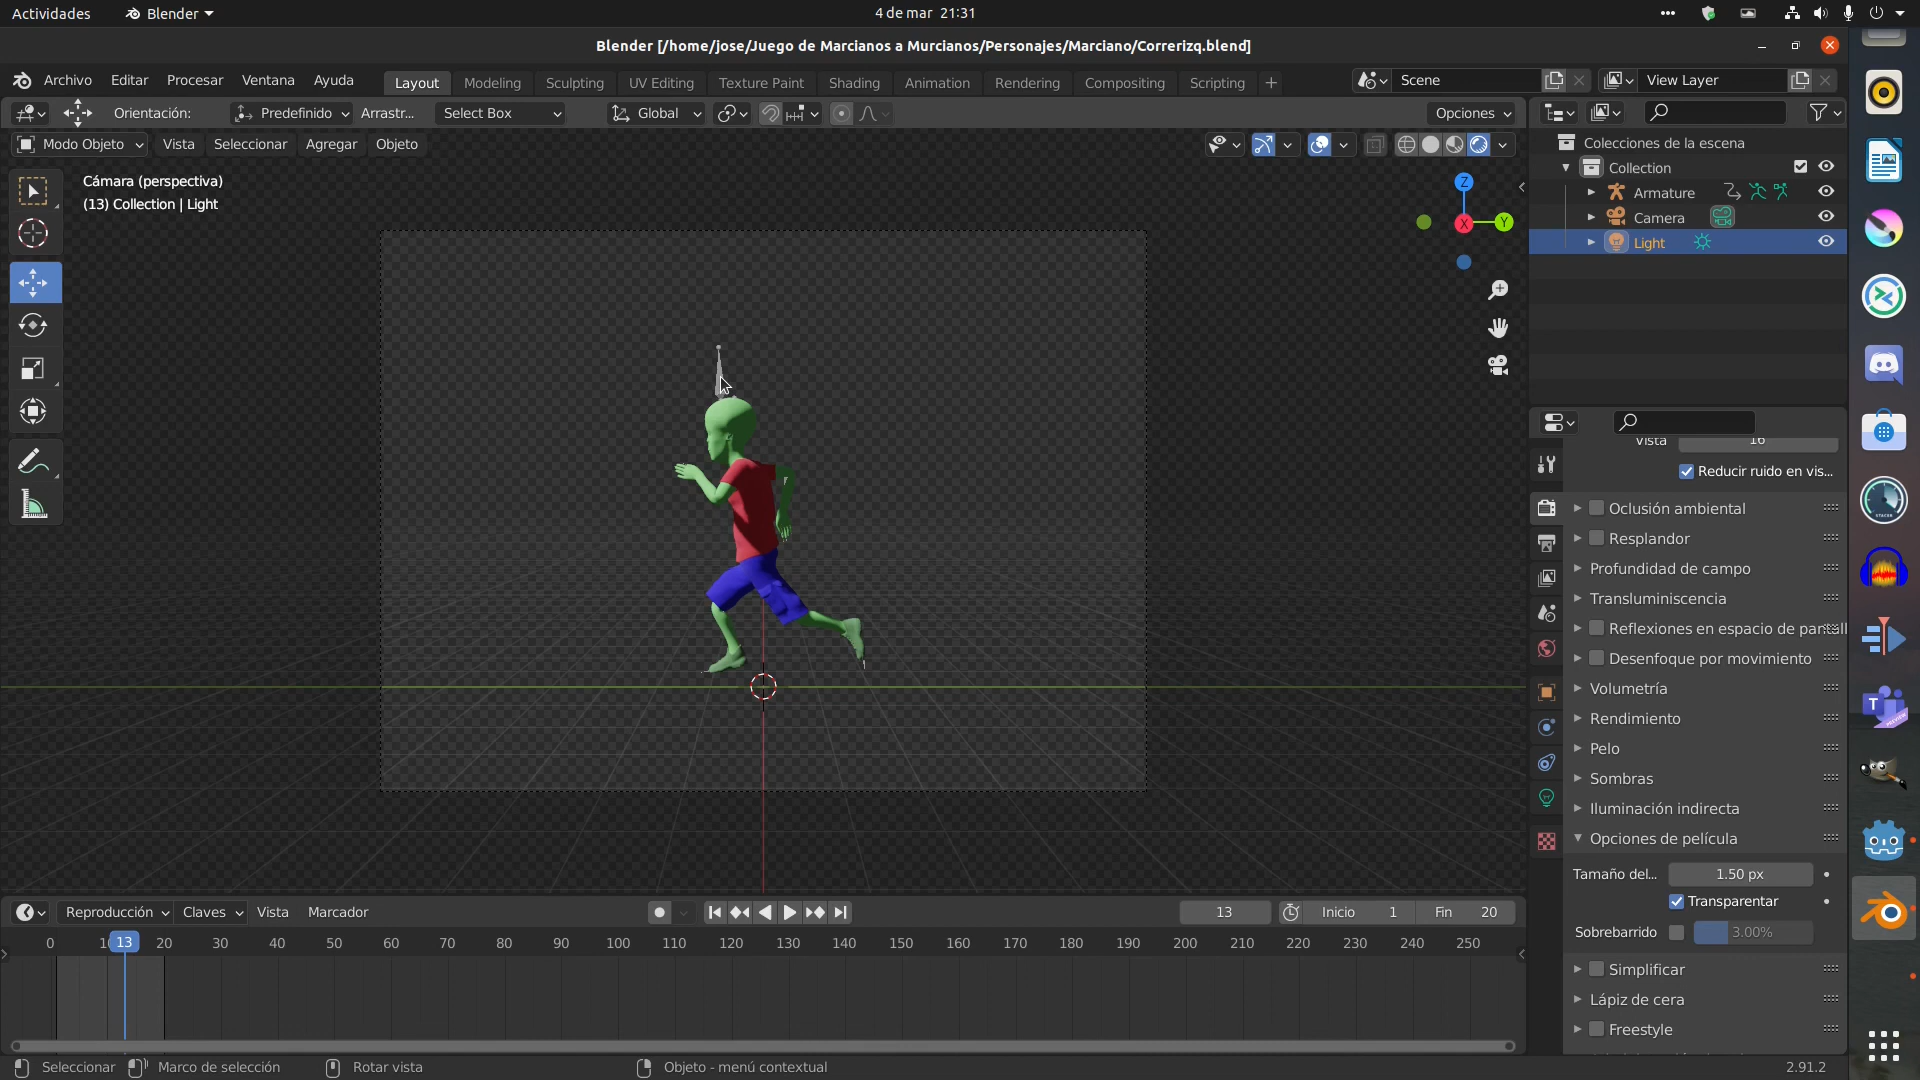 Actividades Blender 4 de mar 21:31
Blender [/home/jose/Juego de Marcianos a Murcianos/Personajes/Marciano/Correrizq.blend]
Archivo Editar Procesar Ventana Ayuda Layout Modeling Sculpting UV Editing Texture Paint Shading Animation Rendering Compositing Scripting + Scene View Layer
Orientación: Predefinido Arrastr... Select Box Global Opciones
Modo Objeto Vista Seleccionar Agregar Objeto
Colecciones de la escena
Collection
Armature
Camera
Light
Cámara (perspectiva)
(13) Collection | Light
Z
X
Y
Vista 16
Reducir ruido en vis...
Oclusión ambiental
Resplandor
Profundidad de campo
Transluminiscencia
Reflexiones en espacio de pantall
Desenfoque por movimiento
Volumetría
Rendimiento
Pelo
Sombras
Iluminación indirecta
Opciones de película
Tamaño del... 1.50 px
Transparentar
Sobrebarrido 3.00%
Simplificar
Lápiz de cera
Freestyle
Reproducción Claves Vista Marcador 13 Inicio 1 Fin 20
0 13 20 30 40 50 60 70 80 90 100 110 120 130 140 150 160 170 180 190 200 210 220 230 240 250
Seleccionar Marco de selección Rotar vista Objeto - menú contextual 2.91.2